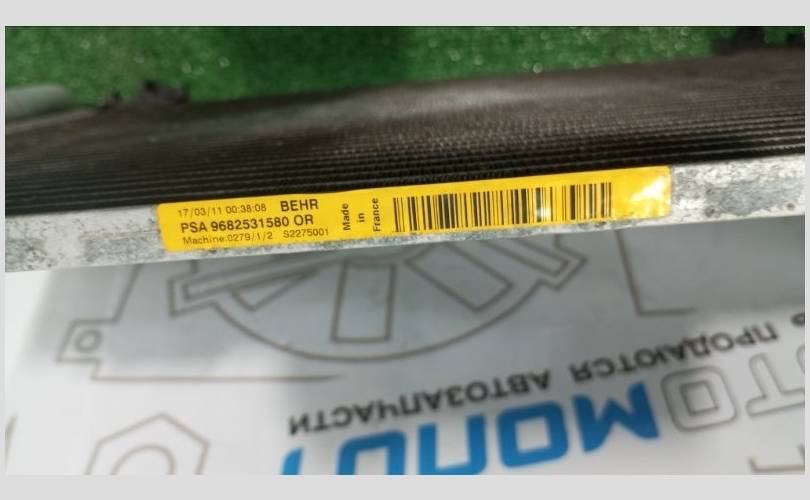 17/03/11 00:38:08 BEHR
PSA 9682531580 OR
Machine:0279/1/2 S2275001
Made
in
France
ПРОДАЮТСЯ АВТОЗАПЧАСТИ